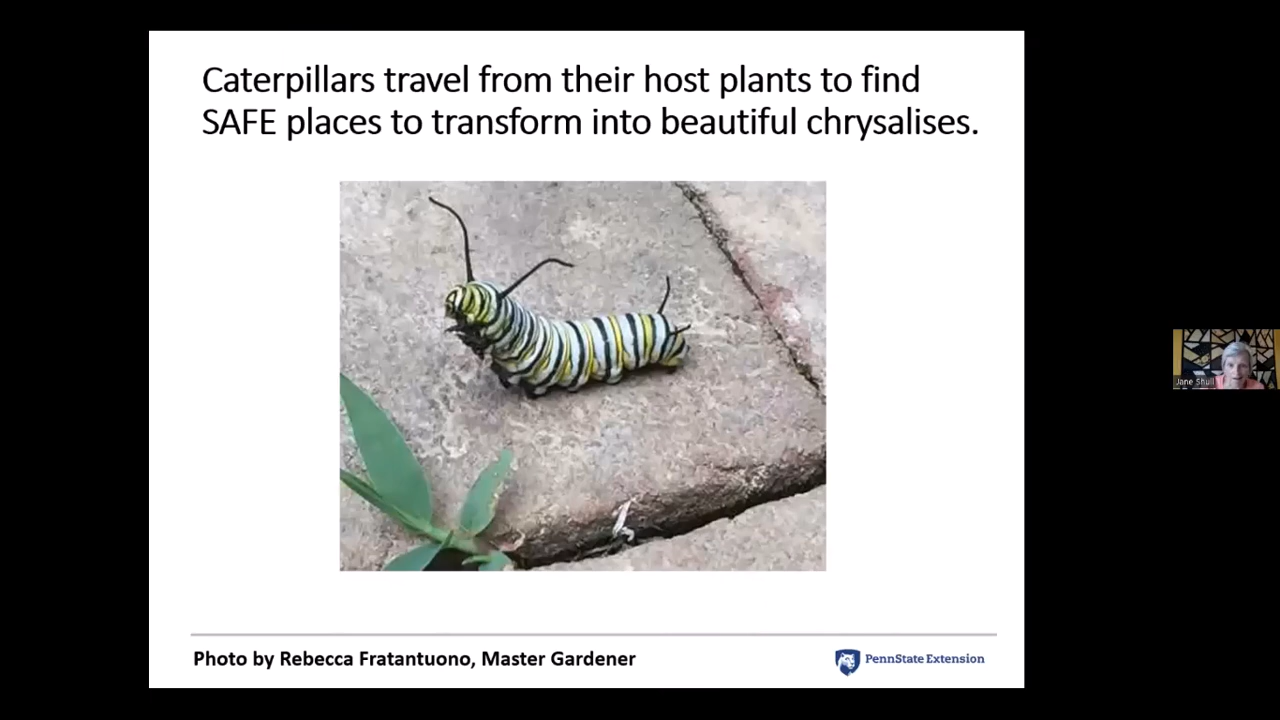 Caterpillars travel from their host plants to find
SAFE places to transform into beautiful chrysalises.
Jane Shull
Photo by Rebecca Fratantuono, Master Gardener
PennState Extension